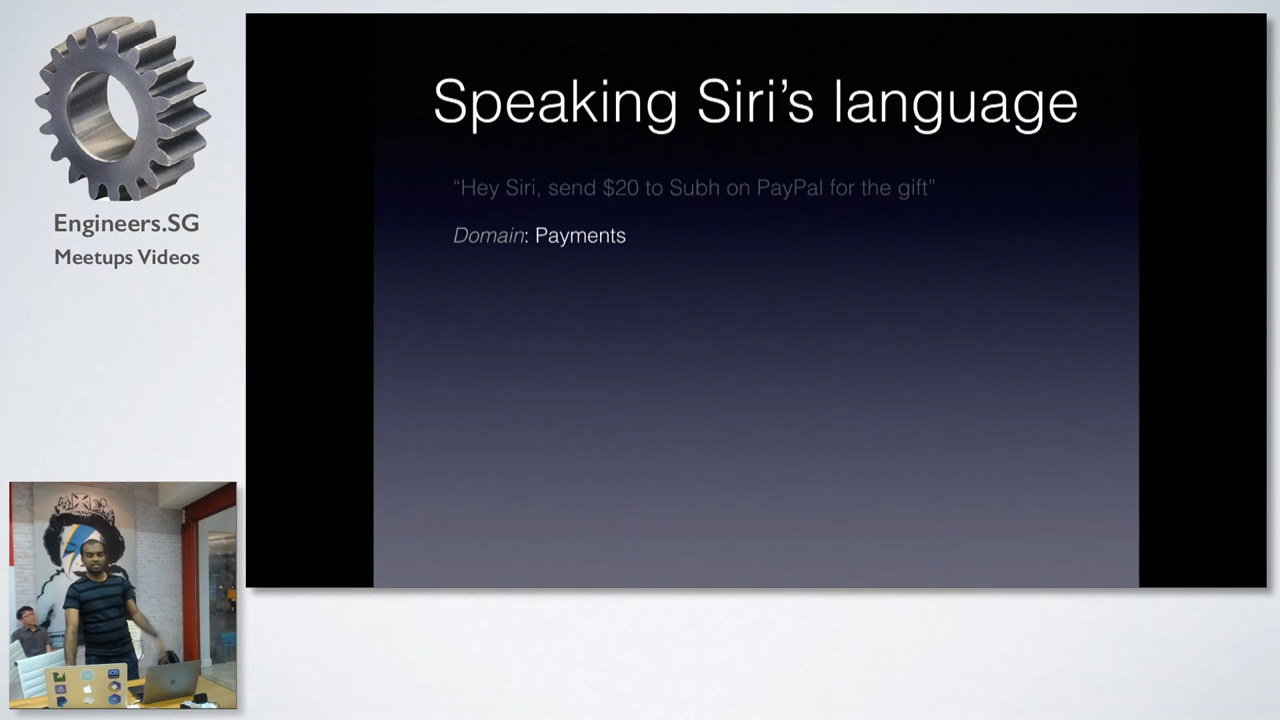 Engineers.SG
Meetups Videos
Speaking Siri’s language
“Hey Siri, send $20 to Subh on PayPal for the gift”
Domain: Payments